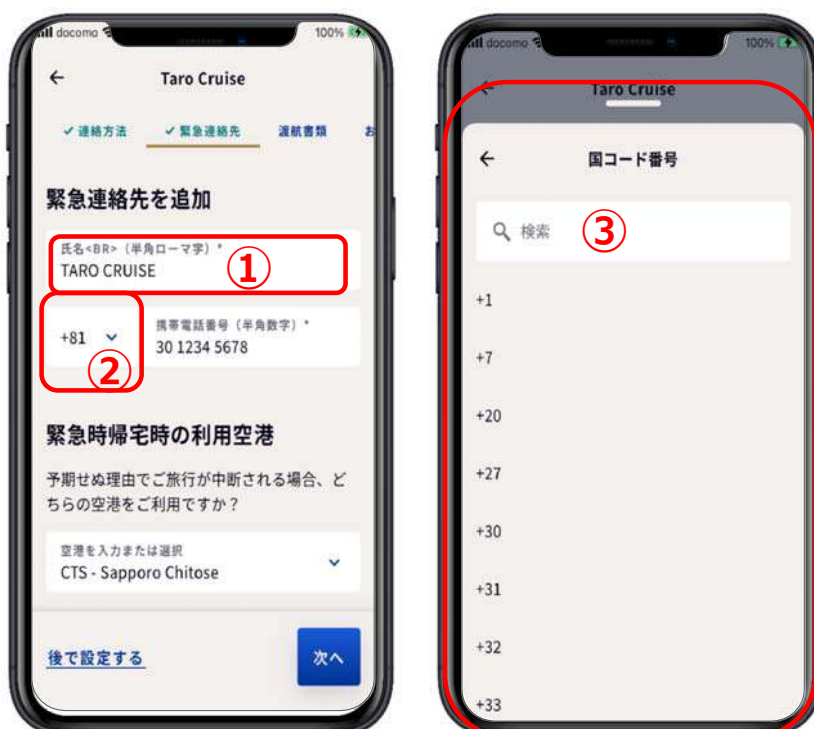 docomo
100%
← Taro Cruise
✓ 連絡方法 ✓ 緊急連絡先 渡航書類 お
緊急連絡先を追加
氏名<BR>（半角ローマ字）*
TARO CRUISE
①
+81
携帯電話番号（半角数字）*
30 1234 5678
②
緊急時帰宅時の利用空港
予期せぬ理由でご旅行が中断される場合、ど
ちらの空港をご利用ですか？
空港を入力または選択
CTS - Sapporo Chitose
後で設定する
次へ
docomo
100%
← Taro Cruise
← 国コード番号
検索
③
+1
+7
+20
+27
+30
+31
+32
+33